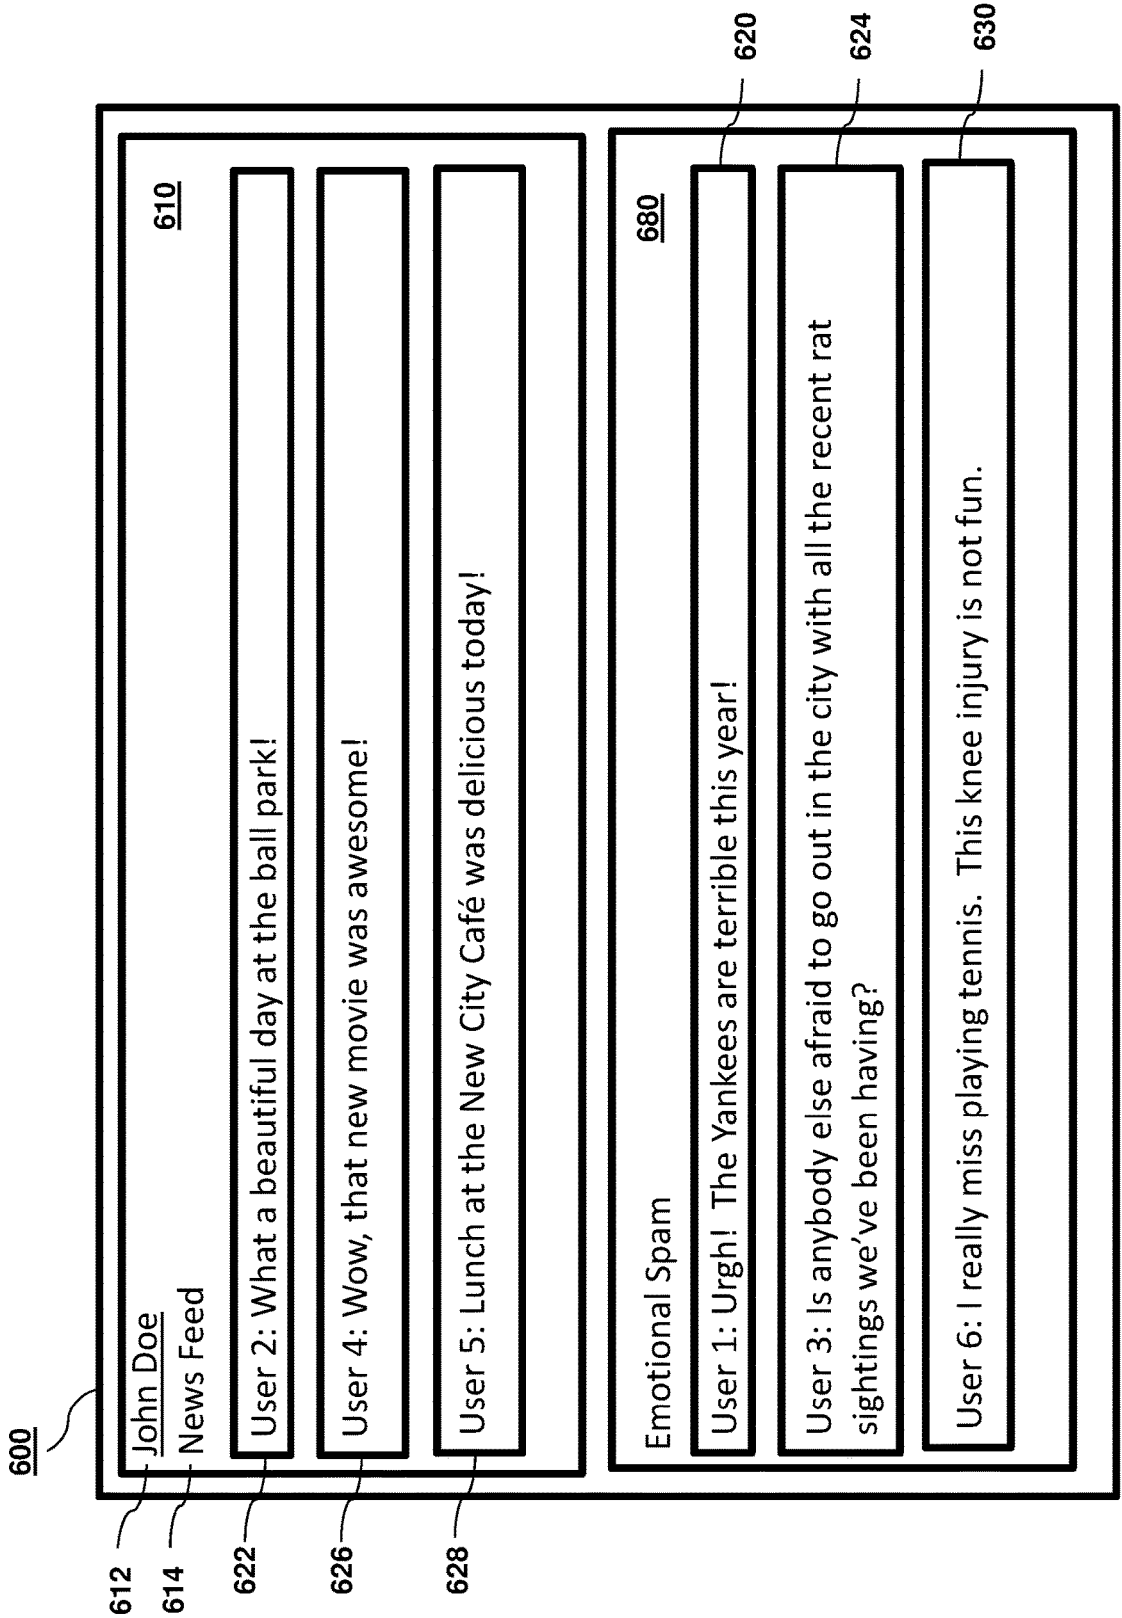 600
612
John Doe
610
614
News Feed
622
User 2: What a beautiful day at the ball park!
626
User 4: Wow, that new movie was awesome!
628
User 5: Lunch at the New City Café was delicious today!
Emotional Spam
680
User 1: Urgh!  The Yankees are terrible this year!
620
User 3: Is anybody else afraid to go out in the city with all the recent rat
sightings we’ve been having?
624
User 6: I really miss playing tennis.  This knee injury is not fun.
630